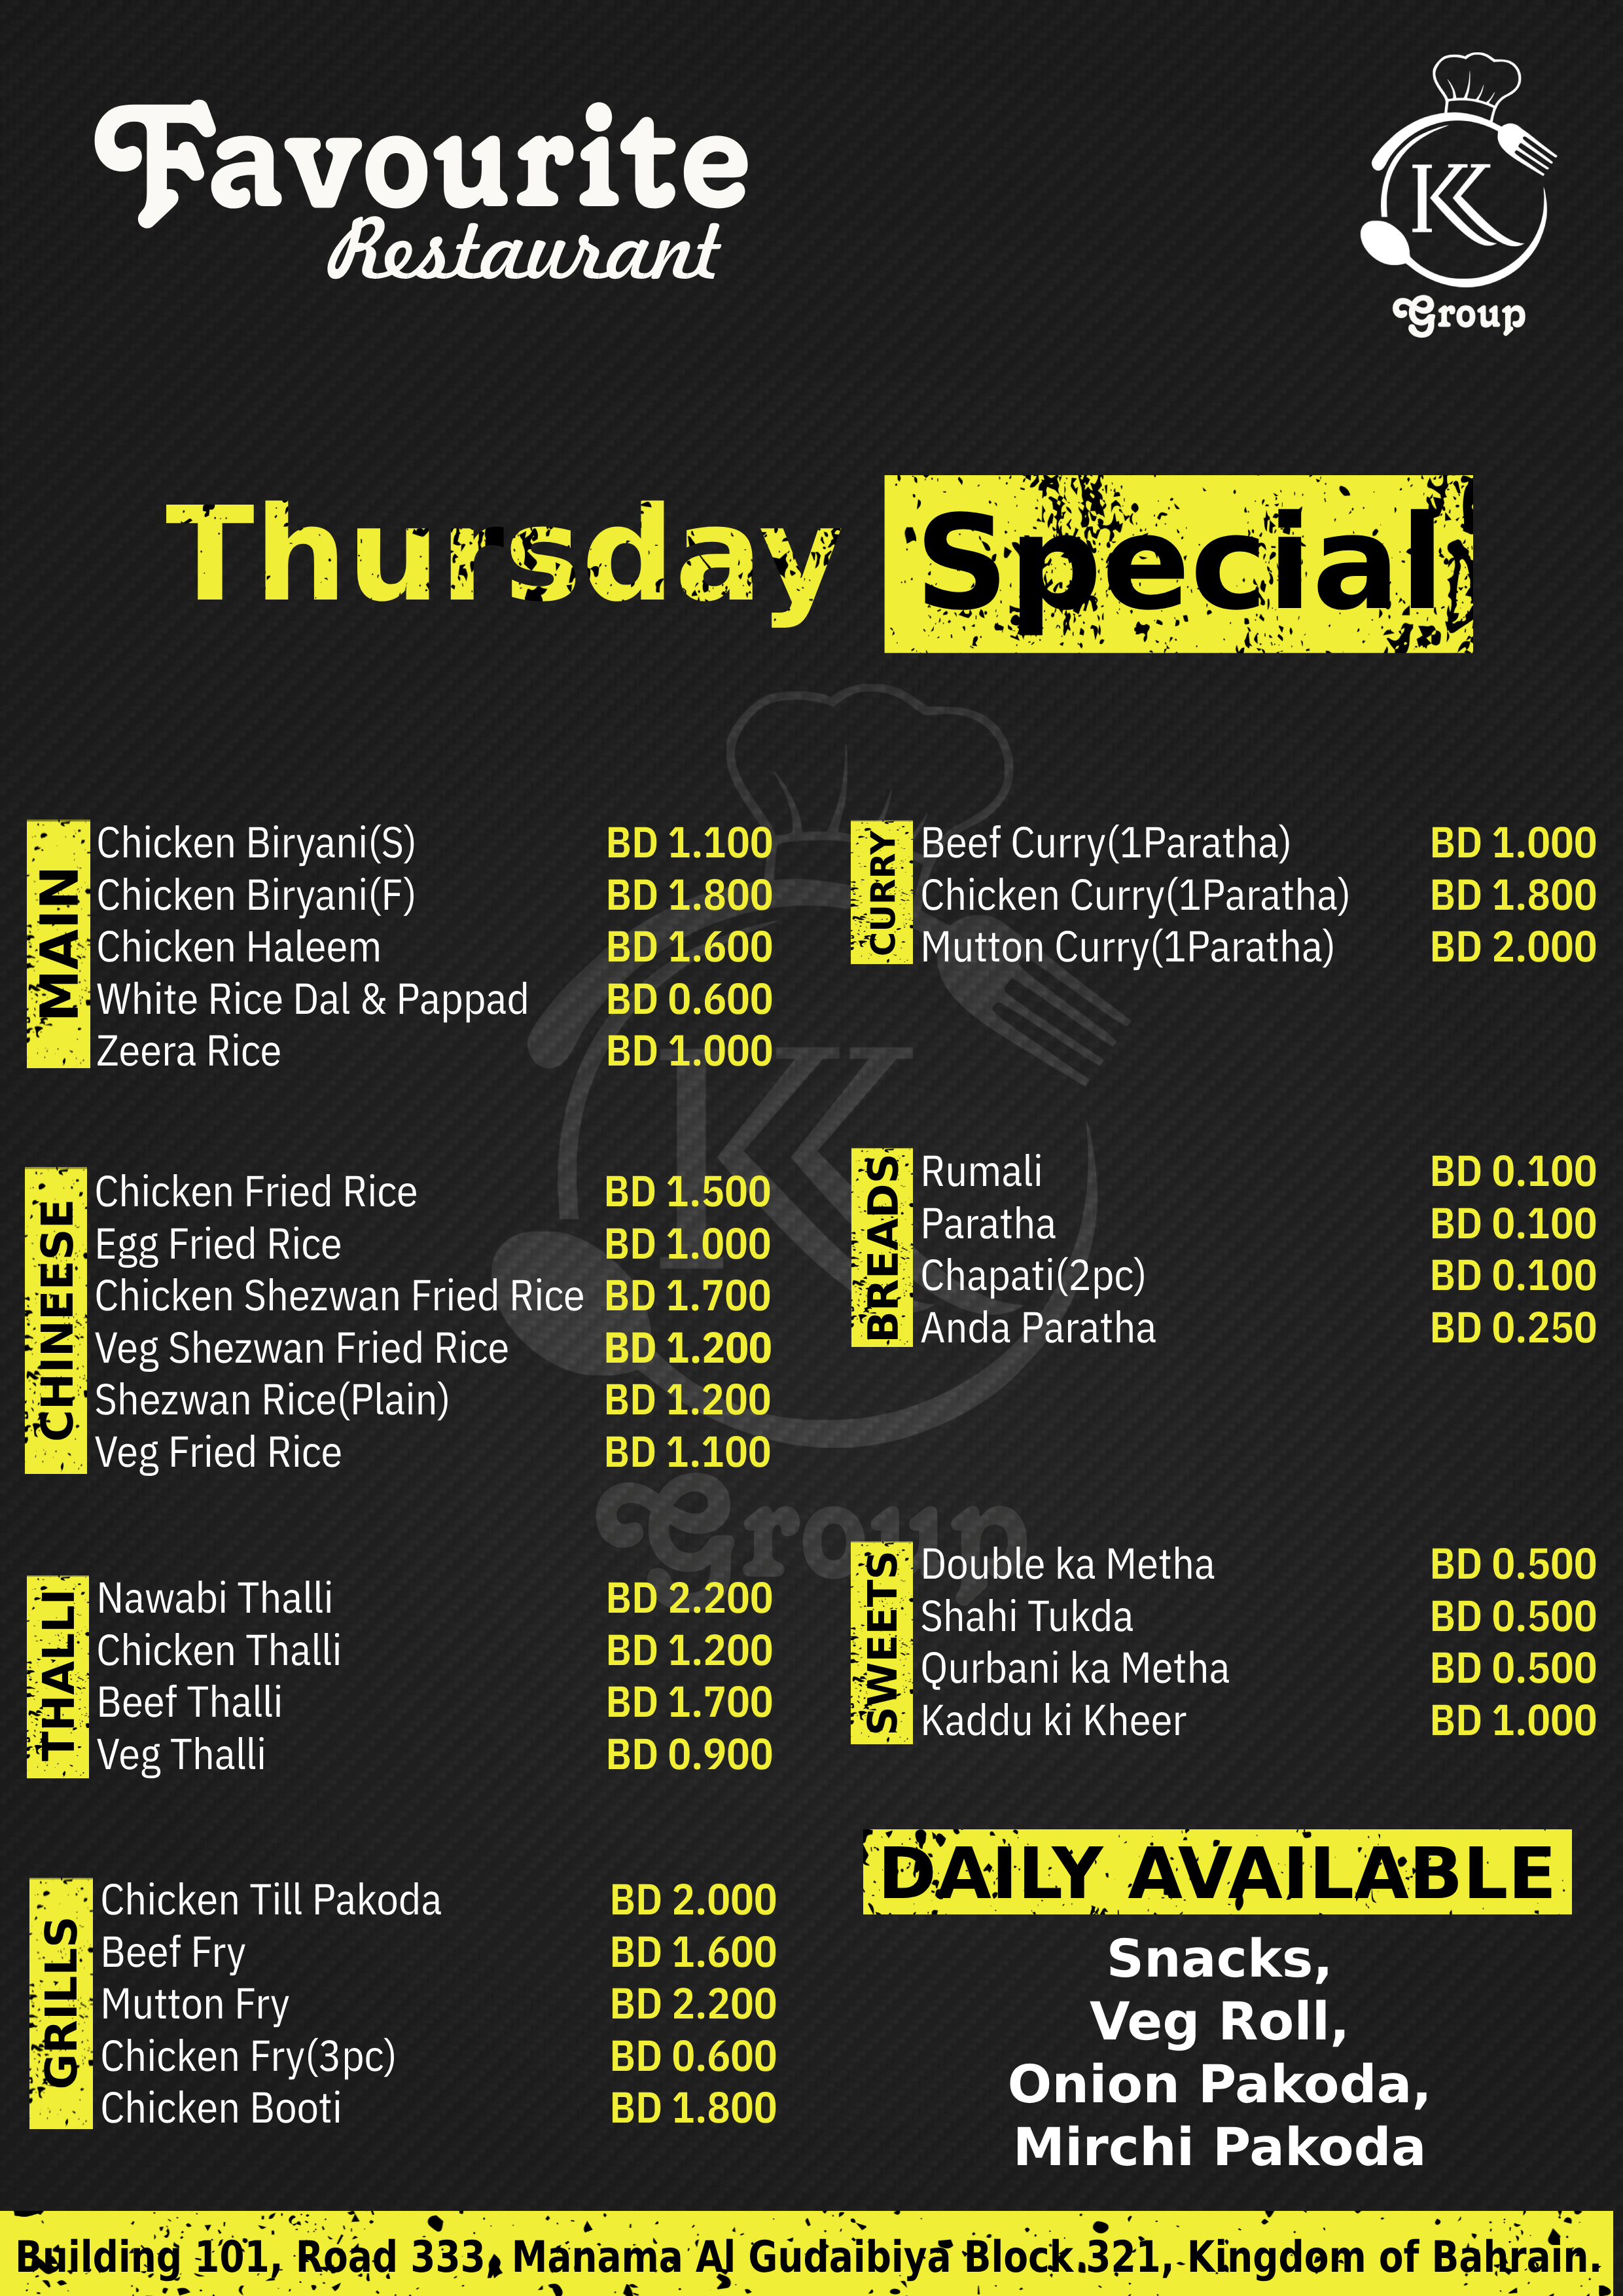 Favourite
Restaurant
KK
Group
Thursday Special
MAIN
Chicken Biryani(S) BD 1.100
Chicken Biryani(F) BD 1.800
Chicken Haleem BD 1.600
White Rice Dal & Pappad BD 0.600
Zeera Rice BD 1.000
CHINEESE
Chicken Fried Rice BD 1.500
Egg Fried Rice BD 1.000
Chicken Shezwan Fried Rice BD 1.700
Veg Shezwan Fried Rice BD 1.200
Shezwan Rice(Plain) BD 1.200
Veg Fried Rice BD 1.100
THALLI
Nawabi Thalli BD 2.200
Chicken Thalli BD 1.200
Beef Thalli BD 1.700
Veg Thalli BD 0.900
GRILLS
Chicken Till Pakoda BD 2.000
Beef Fry BD 1.600
Mutton Fry BD 2.200
Chicken Fry(3pc) BD 0.600
Chicken Booti BD 1.800
CURRY
Beef Curry(1Paratha) BD 1.000
Chicken Curry(1Paratha) BD 1.800
Mutton Curry(1Paratha) BD 2.000
BREADS
Rumali BD 0.100
Paratha BD 0.100
Chapati(2pc) BD 0.100
Anda Paratha BD 0.250
SWEETS
Double ka Metha BD 0.500
Shahi Tukda BD 0.500
Qurbani ka Metha BD 0.500
Kaddu ki Kheer BD 1.000
KK
Group
DAILY AVAILABLE
Snacks,
Veg Roll,
Onion Pakoda,
Mirchi Pakoda
Building 101, Road 333, Manama Al Gudaibiya Block 321, Kingdom of Bahrain.